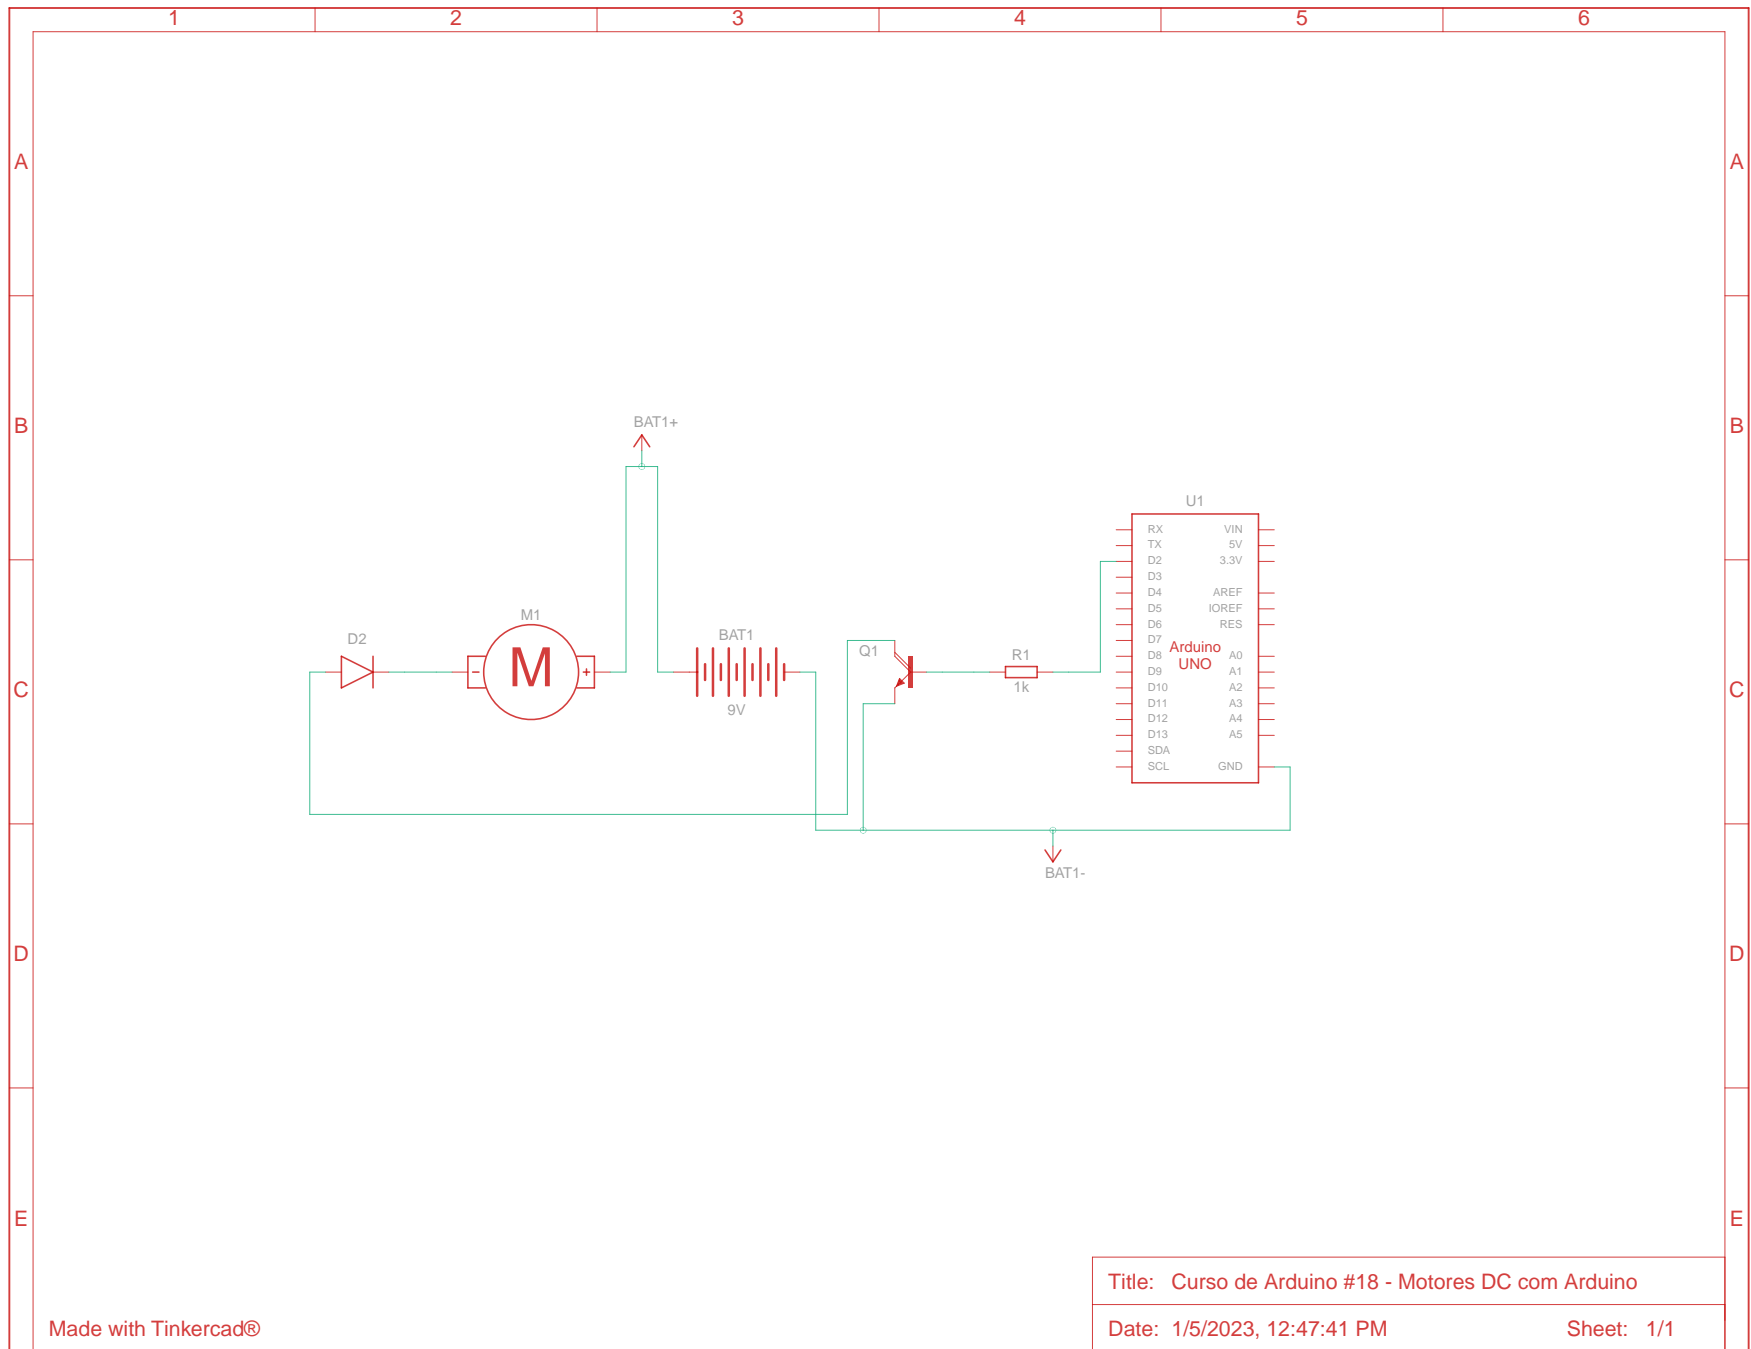 1 2 3 4 5 6
A A
B B
BAT1+
U1
RX VIN
TX 5V
D2 3.3V
D3
D4 AREF
D5 IOREF
D6 RES
D7
Arduino
UNO
D8 A0
D9 A1
D10 A2
D11 A3
D12 A4
D13 A5
SDA
SCL GND
M1
D2
M
- +
BAT1
9V
Q1
R1
1k
C C
BAT1-
D D
E E
Title: Curso de Arduino #18 - Motores DC com Arduino
Made with Tinkercad®
Date: 1/5/2023, 12:47:41 PM Sheet: 1/1